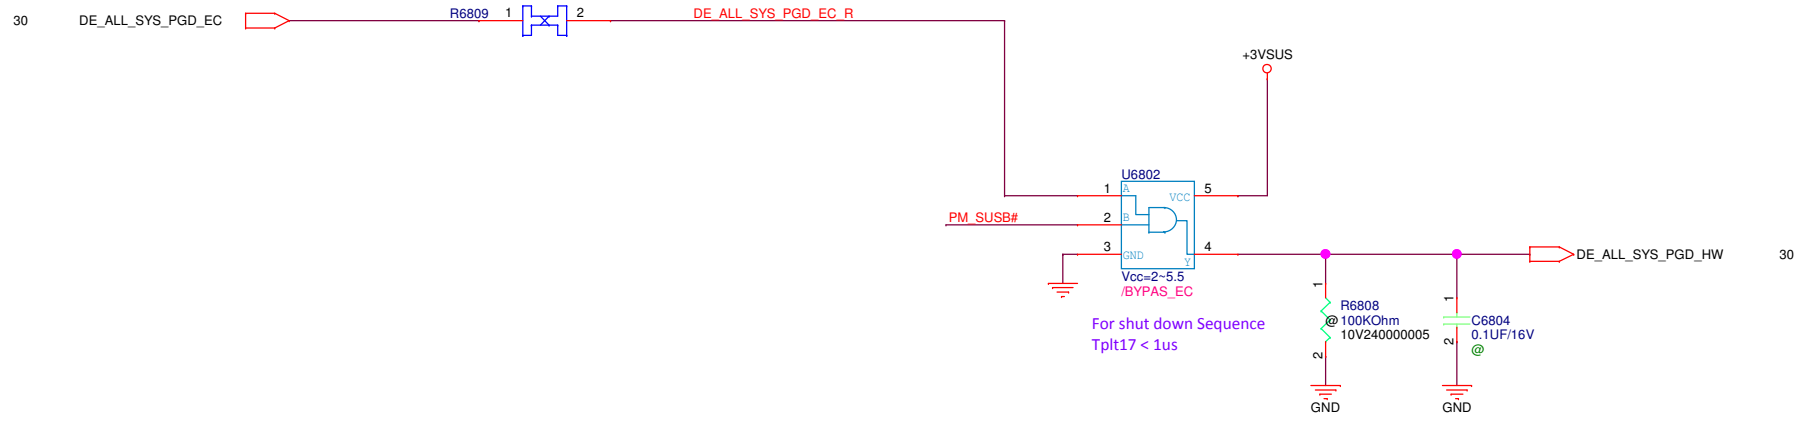 30 DE_ALL_SYS_PGD_EC R6809 1 2 DE_ALL_SYS_PGD_EC_R
+3VSUS
U6802
1 A VCC 5
PM_SUSB# 2 B
3 GND Y 4
DE_ALL_SYS_PGD_HW 30
Vcc=2~5.5
/BYPAS_EC
For shut down Sequence
Tplt17 < 1us
1 R6808
@ 100KOhm
10V240000005
2
GND
1 C6804
0.1UF/16V
2 @
GND